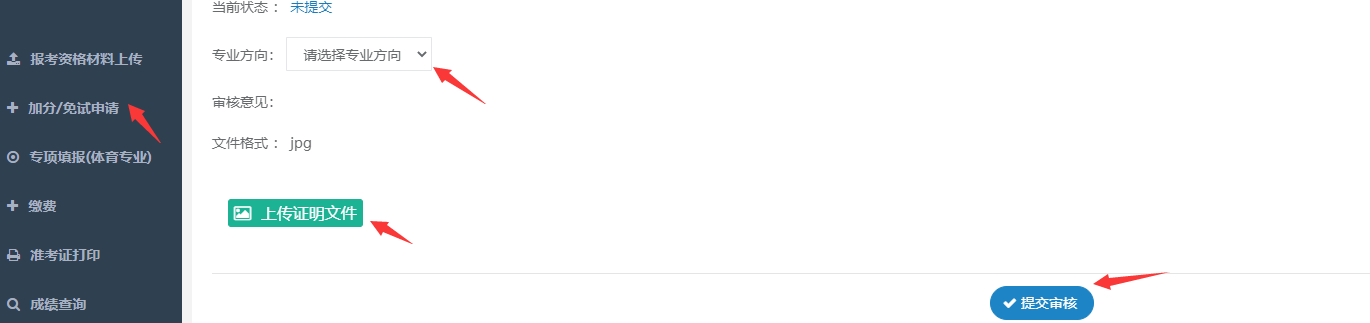 报考资格材料上传
加分/免试申请
专项填报(体育专业)
缴费
准考证打印
成绩查询
当前状态： 未提交
专业方向: 请选择专业方向
审核意见:
文件格式： jpg
上传证明文件
提交审核